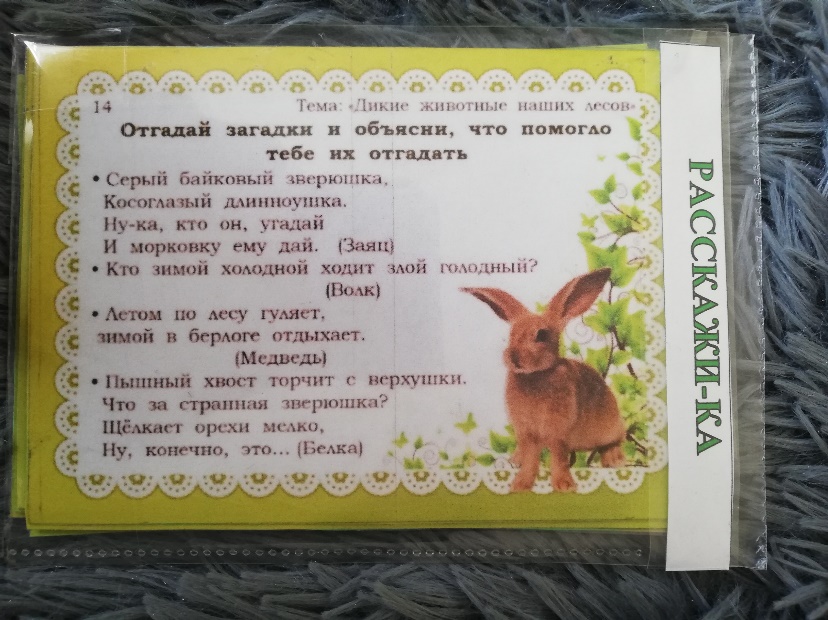 14 Тема: «Дикие животные наших лесов»
Отгадай загадки и объясни, что помогло
тебе их отгадать
• Серый байковый зверюшка,
Косоглазый длинноушка.
Ну-ка, кто он, угадай
И морковку ему дай. (Заяц)
• Кто зимой холодной ходит злой голодный?
(Волк)
• Летом по лесу гуляет,
зимой в берлоге отдыхает.
(Медведь)
• Пышный хвост торчит с верхушки.
Что за странная зверюшка?
Щёлкает орехи мелко,
Ну, конечно, это... (Белка)
РАССКАЖИ-КА